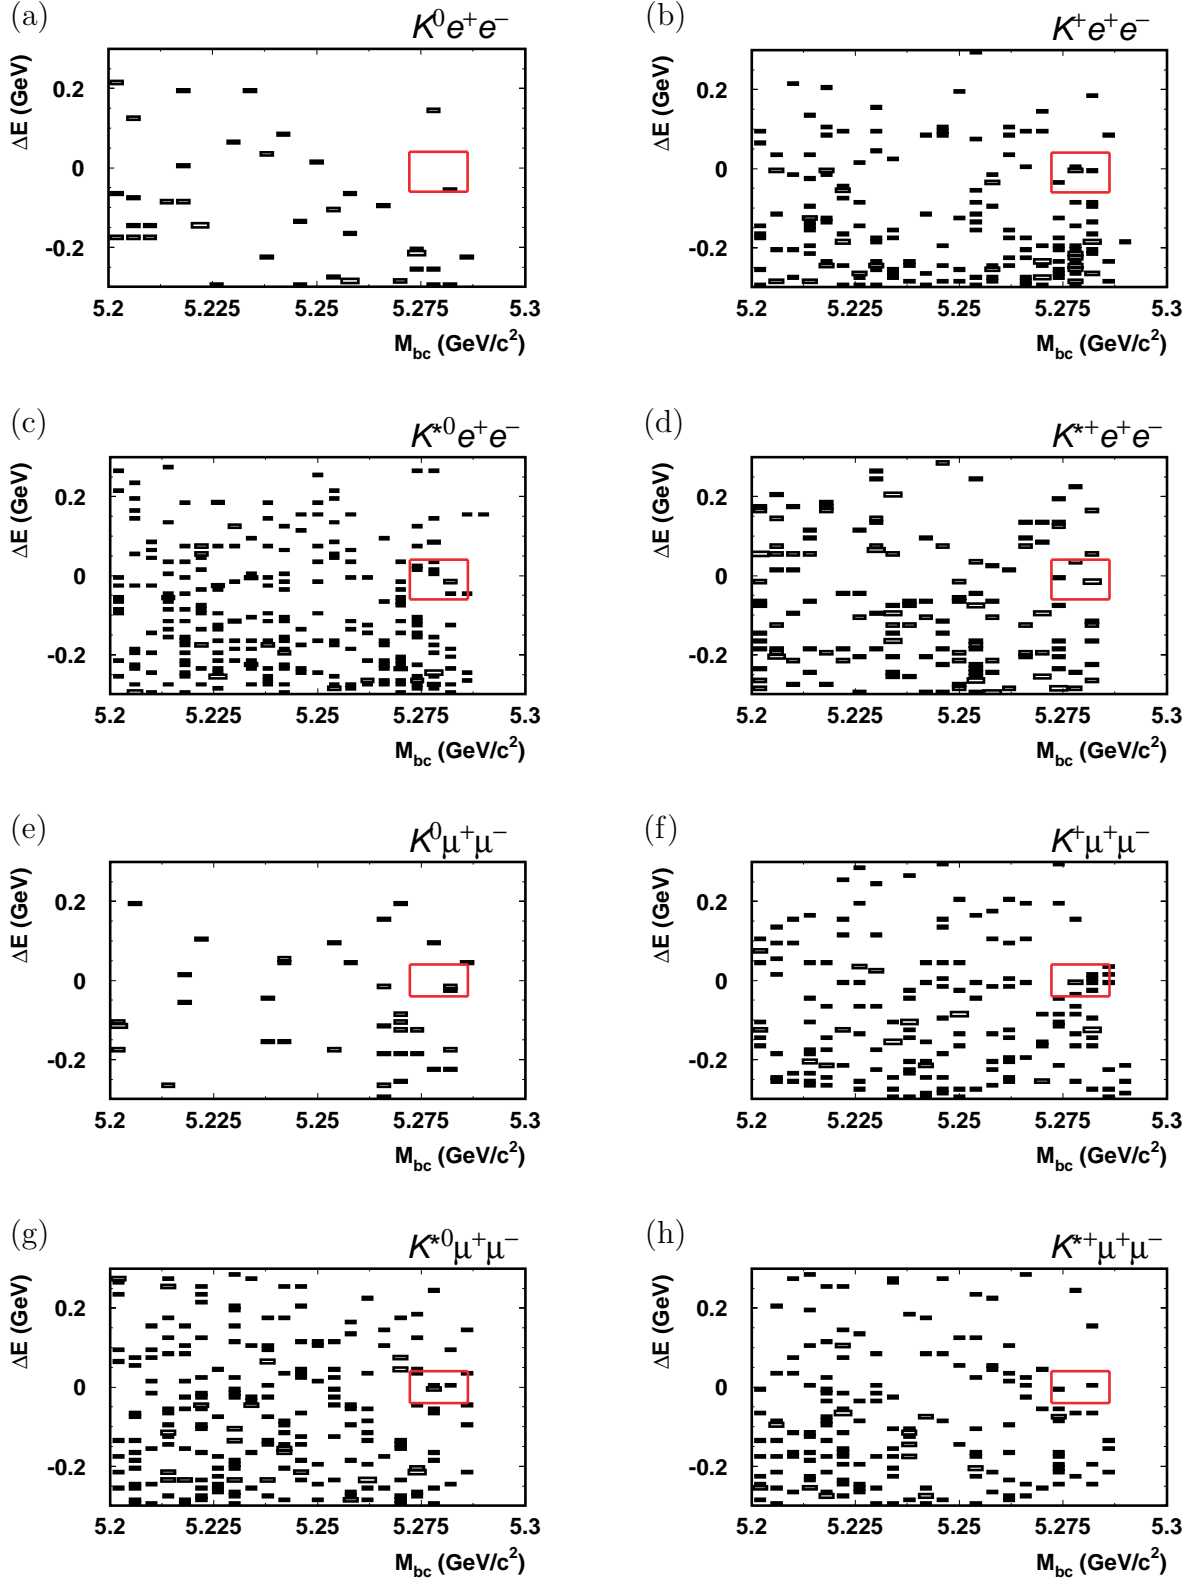 (a) K⁰e⁺e⁻
ΔE (GeV)
0.2
0
-0.2
5.2 5.225 5.25 5.275 5.3
M_bc (GeV/c²)
(b) K⁺e⁺e⁻
ΔE (GeV)
0.2
0
-0.2
5.2 5.225 5.25 5.275 5.3
M_bc (GeV/c²)
(c) K*⁰e⁺e⁻
ΔE (GeV)
0.2
0
-0.2
5.2 5.225 5.25 5.275 5.3
M_bc (GeV/c²)
(d) K*⁺e⁺e⁻
ΔE (GeV)
0.2
0
-0.2
5.2 5.225 5.25 5.275 5.3
M_bc (GeV/c²)
(e) K⁰μ⁺μ⁻
ΔE (GeV)
0.2
0
-0.2
5.2 5.225 5.25 5.275 5.3
M_bc (GeV/c²)
(f) K⁺μ⁺μ⁻
ΔE (GeV)
0.2
0
-0.2
5.2 5.225 5.25 5.275 5.3
M_bc (GeV/c²)
(g) K*⁰μ⁺μ⁻
ΔE (GeV)
0.2
0
-0.2
5.2 5.225 5.25 5.275 5.3
M_bc (GeV/c²)
(h) K*⁺μ⁺μ⁻
ΔE (GeV)
0.2
0
-0.2
5.2 5.225 5.25 5.275 5.3
M_bc (GeV/c²)